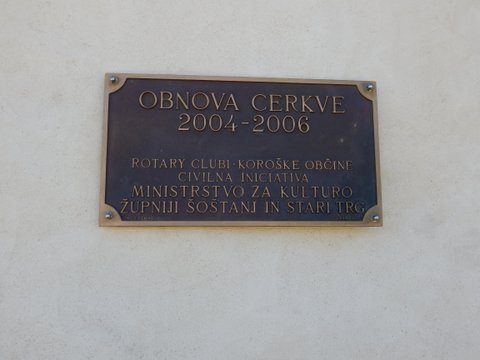 OBNOVA CERKVE
2004-2006
ROTARY CLUBI·KOROŠKE OBČINE
CIVILNA INICIATIVA
MINISTRSTVO ZA KULTURO
ŽUPNIJI ŠOŠTANJ IN STARI TRG